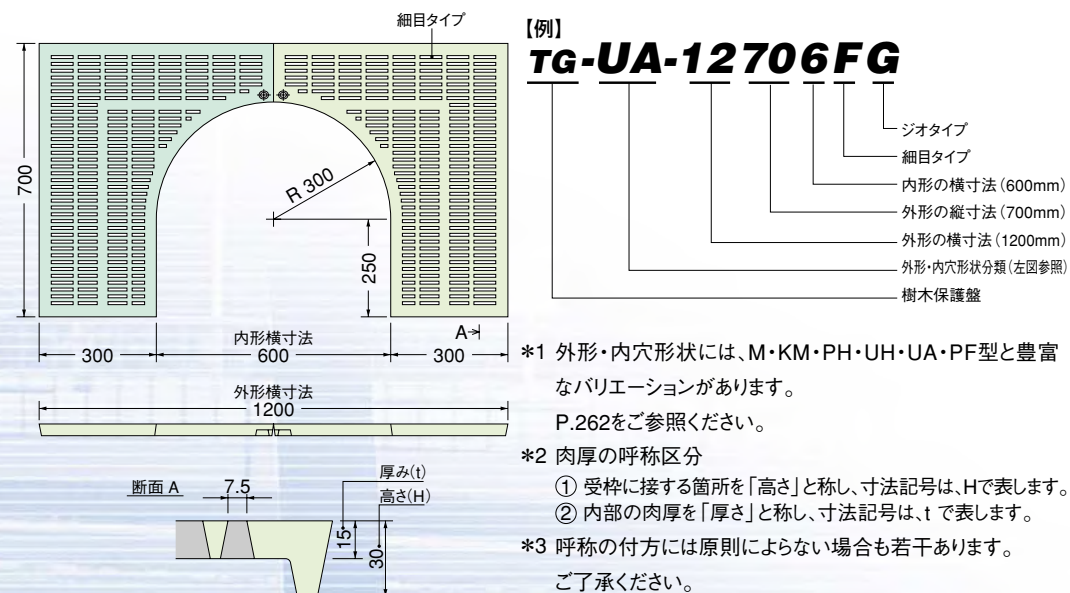 細目タイプ
700
R 300
250
A
内形横寸法
300
600
300
外形横寸法
1200
断面 A
7.5
厚み(t)
高さ(H)
15
30
【例】
TG-UA-12706FG
ジオタイプ
細目タイプ
内形の横寸法(600mm)
外形の縦寸法(700mm)
外形の横寸法(1200mm)
外形・内穴形状分類(左図参照)
樹木保護盤
*1 外形・内穴形状には、M・KM・PH・UH・UA・PF型と豊富
なバリエーションがあります。
P.262をご参照ください。
*2 肉厚の呼称区分
① 受枠に接する箇所を「高さ」と称し、寸法記号は、Hで表します。
② 内部の肉厚を「厚さ」と称し、寸法記号は、t で表します。
*3 呼称の付方には原則によらない場合も若干あります。
ご了承ください。